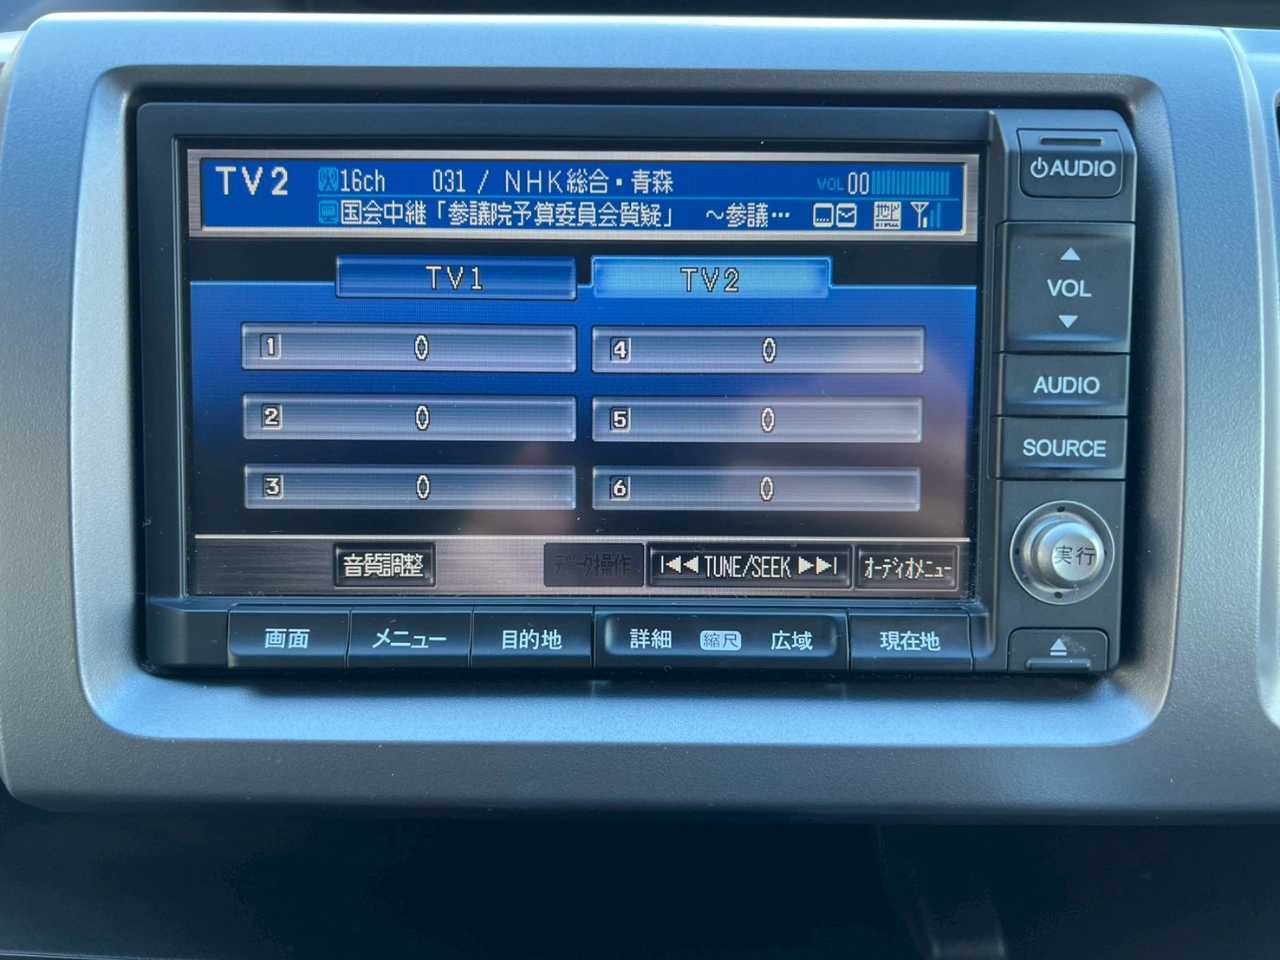 TV2 16ch 031 / NHK総合・青森 VOL 00
国会中継「参議院予算委員会質疑」 ～参議… 地デジ
TV1 TV2
1 0 4 0
2 0 5 0
3 0 6 0
音質調整 データ操作 TUNE/SEEK オーディオメニュー
画面 メニュー 目的地 詳細 縮尺 広域 現在地
AUDIO
VOL
AUDIO
SOURCE
実行